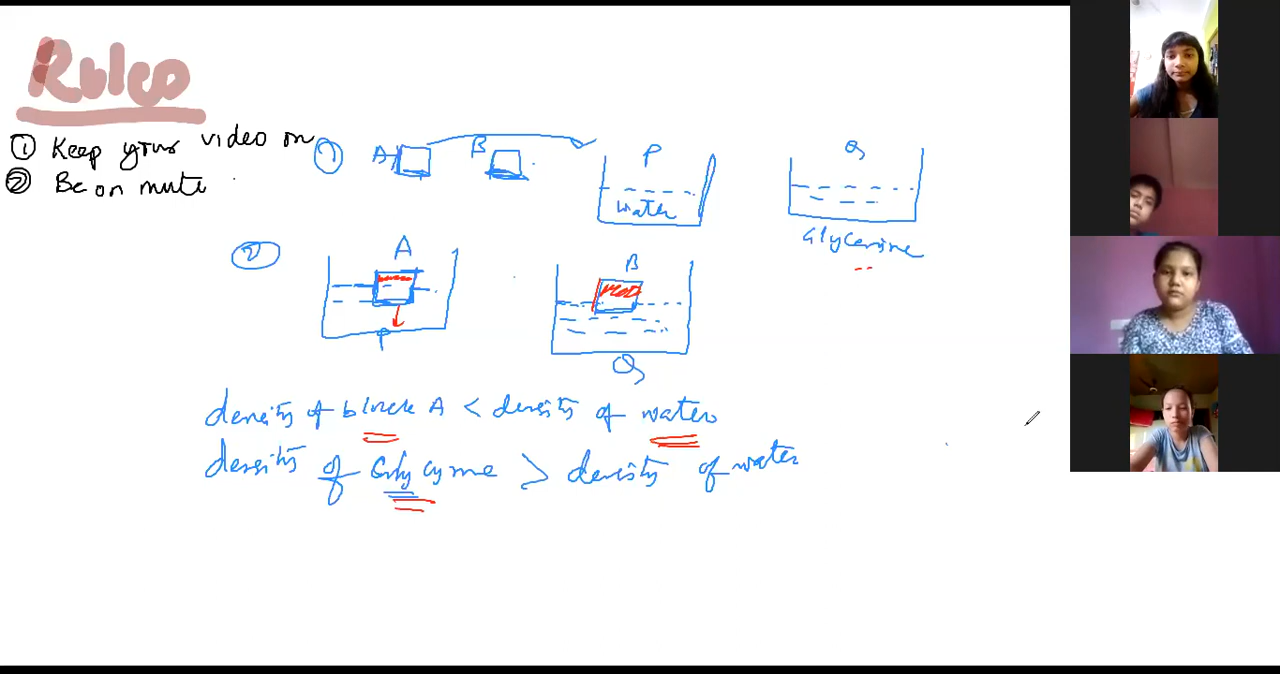 Rules
① Keep your video on
② Be on mute
1) A B P Q
water
Glycerine
2) A B
P Q
density of block A < density of water
density of Glycyrine > density of water